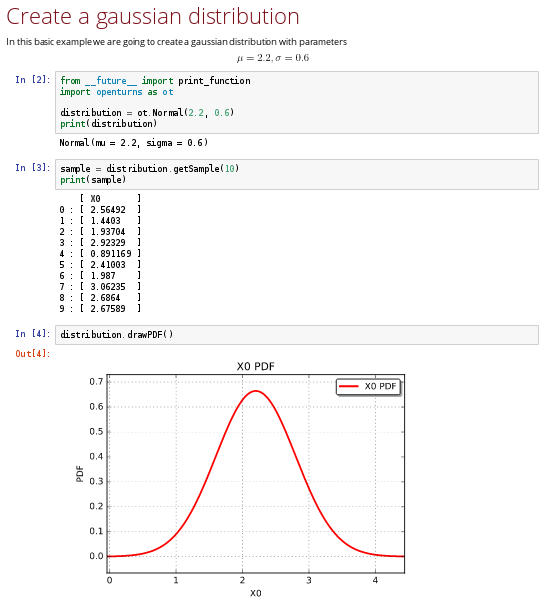 Create a gaussian distribution
In this basic example we are going to create a gaussian distribution with parameters
μ = 2.2, σ = 0.6
In [2]: from __future__ import print_function
import openturns as ot
distribution = ot.Normal(2.2, 0.6)
print(distribution)
Normal(mu = 2.2, sigma = 0.6)
In [3]: sample = distribution.getSample(10)
print(sample)
[ X0 ]
0 : [ 2.56492 ]
1 : [ 1.4403 ]
2 : [ 1.93704 ]
3 : [ 2.92329 ]
4 : [ 0.891169 ]
5 : [ 2.41003 ]
6 : [ 1.987 ]
7 : [ 3.06235 ]
8 : [ 2.6864 ]
9 : [ 2.67589 ]
In [4]: distribution.drawPDF()
Out[4]:
X0 PDF
X0 PDF
0.7
0.6
0.5
0.4
0.3
0.2
0.1
0.0
PDF
0 1 2 3 4
X0